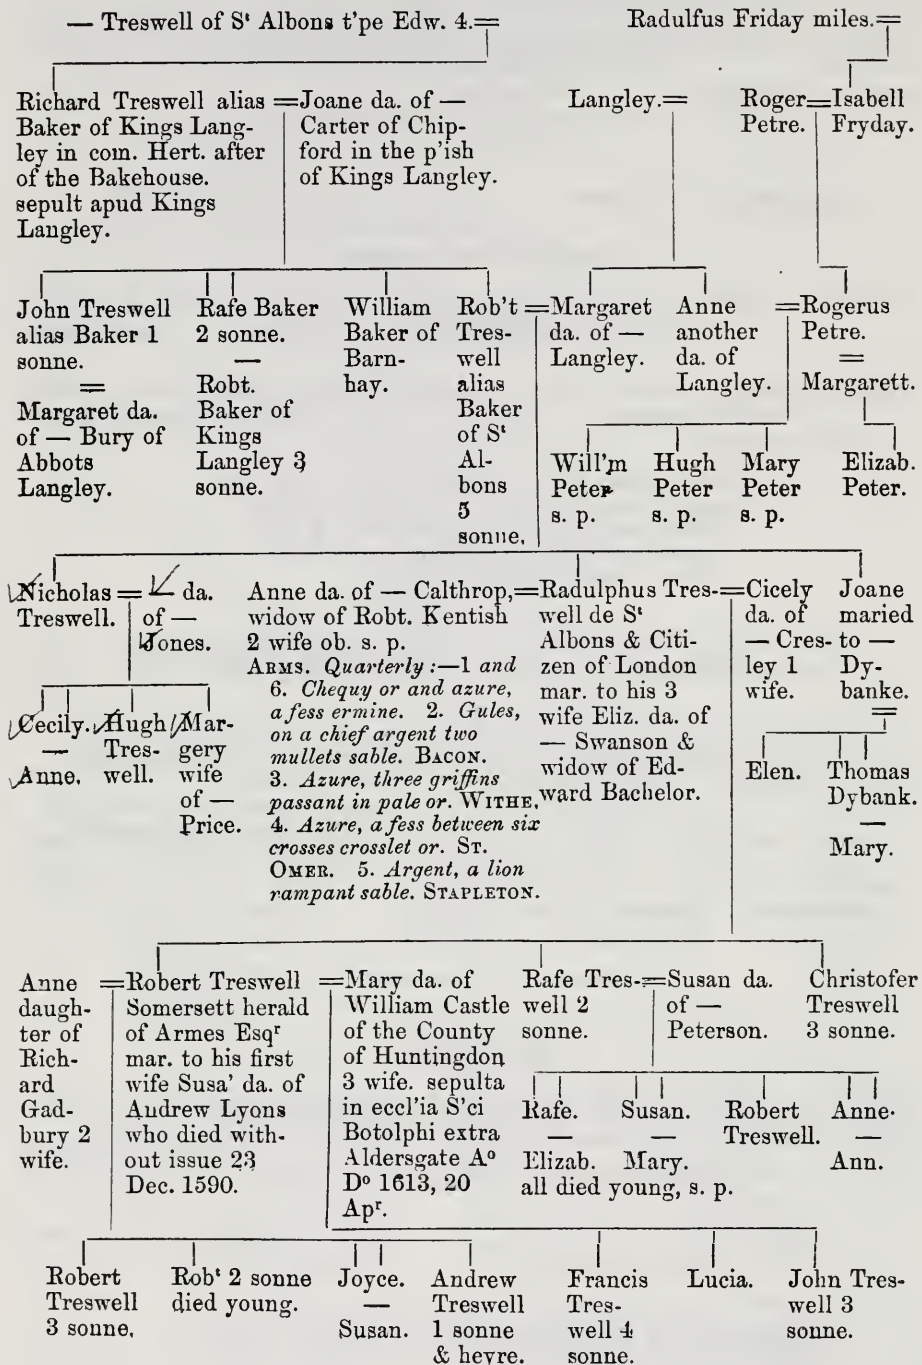 — Treswell of Sᵗ Albons t'pe Edw. 4.=
Radulfus Friday miles.=
Richard Treswell alias
Baker of Kings Lang-
ley in com. Hert. after
of the Bakehouse.
sepult apud Kings
Langley.
=Joane da. of —
Carter of Chip-
ford in the p'ish
of Kings Langley.
Langley.=
Roger
Petre.
=Isabell
Fryday.
John Treswell
alias Baker 1
sonne.
=
Margaret da.
of — Bury of
Abbots
Langley.
Rafe Baker
2 sonne.
—
Robt.
Baker of
Kings
Langley 3
sonne.
William
Baker of
Barn-
hay.
Rob't
Tres-
well
alias
Baker
of Sᵗ
Al-
bons
5
sonne.
=Margaret
da. of —
Langley.
Anne
another
da. of
Langley.
=Rogerus
Petre.
=
Margarett.
Will'm
Peter
s. p.
Hugh
Peter
s. p.
Mary
Peter
s. p.
Elizab.
Peter.
Nicholas
Treswell.
= — da.
of —
Jones.
Anne da. of — Calthrop,
widow of Robt. Kentish
2 wife ob. s. p.
ARMS. Quarterly :—1 and
6. Chequy or and azure,
a fess ermine. 2. Gules,
on a chief argent two
mullets sable. BACON.
3. Azure, three griffins
passant in pale or. WITHE.
4. Azure, a fess between six
crosses crosslet or. ST.
OMER. 5. Argent, a lion
rampant sable. STAPLETON.
=Radulphus Tres-
well de Sᵗ
Albons & Citi-
zen of London
mar. to his 3
wife Eliz. da. of
— Swanson &
widow of Ed-
ward Bachelor.
=Cicely
da. of
— Cres-
ley 1
wife.
Joane
maried
to —
Dy-
banke.
=
Cecily.
—
Anne.
Hugh
Tres-
well.
Mar-
gery
wife
of —
Price.
Elen.
Thomas
Dybank.
—
Mary.
Anne
daugh-
ter of
Rich-
ard
Gad-
bury 2
wife.
=Robert Treswell
Somersett herald
of Armes Esqʳ
mar. to his first
wife Susa' da. of
Andrew Lyons
who died with-
out issue 23
Dec. 1590.
=Mary da. of
William Castle
of the County
of Huntingdon
3 wife. sepulta
in eccl'ia S'ci
Botolphi extra
Aldersgate Aᵒ
Dᵒ 1613, 20
Apʳ.
Rafe Tres-
well 2
sonne.
=Susan da.
of —
Peterson.
Christofer
Treswell
3 sonne.
Rafe.
—
Elizab.
Susan.
—
Mary.
Robert
Treswell.
Anne.
—
Ann.
all died young, s. p.
Robert
Treswell
3 sonne.
Robᵗ 2 sonne
died young.
Joyce.
—
Susan.
Andrew
Treswell
1 sonne
& heyre.
Francis
Tres-
well 4
sonne.
Lucia.
John Tres-
well 3
sonne.